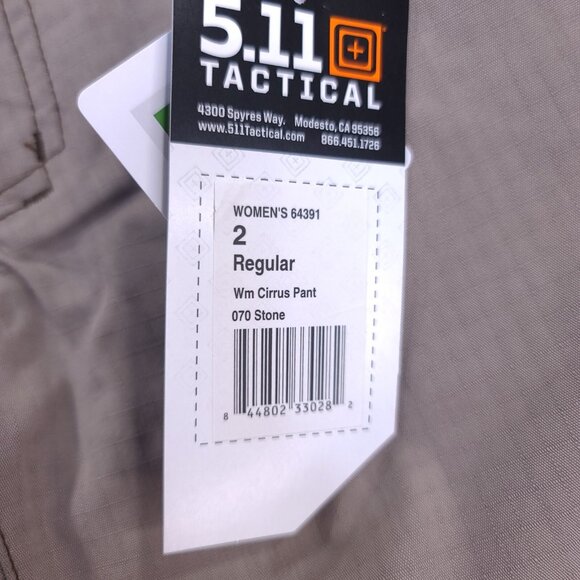 5.11
TACTICAL
4300 Spyres Way. Modesto, CA 95356
www.511Tactical.com 866.451.1726
WOMEN'S 64391
2
Regular
Wm Cirrus Pant
070 Stone
8 44802 33028 2